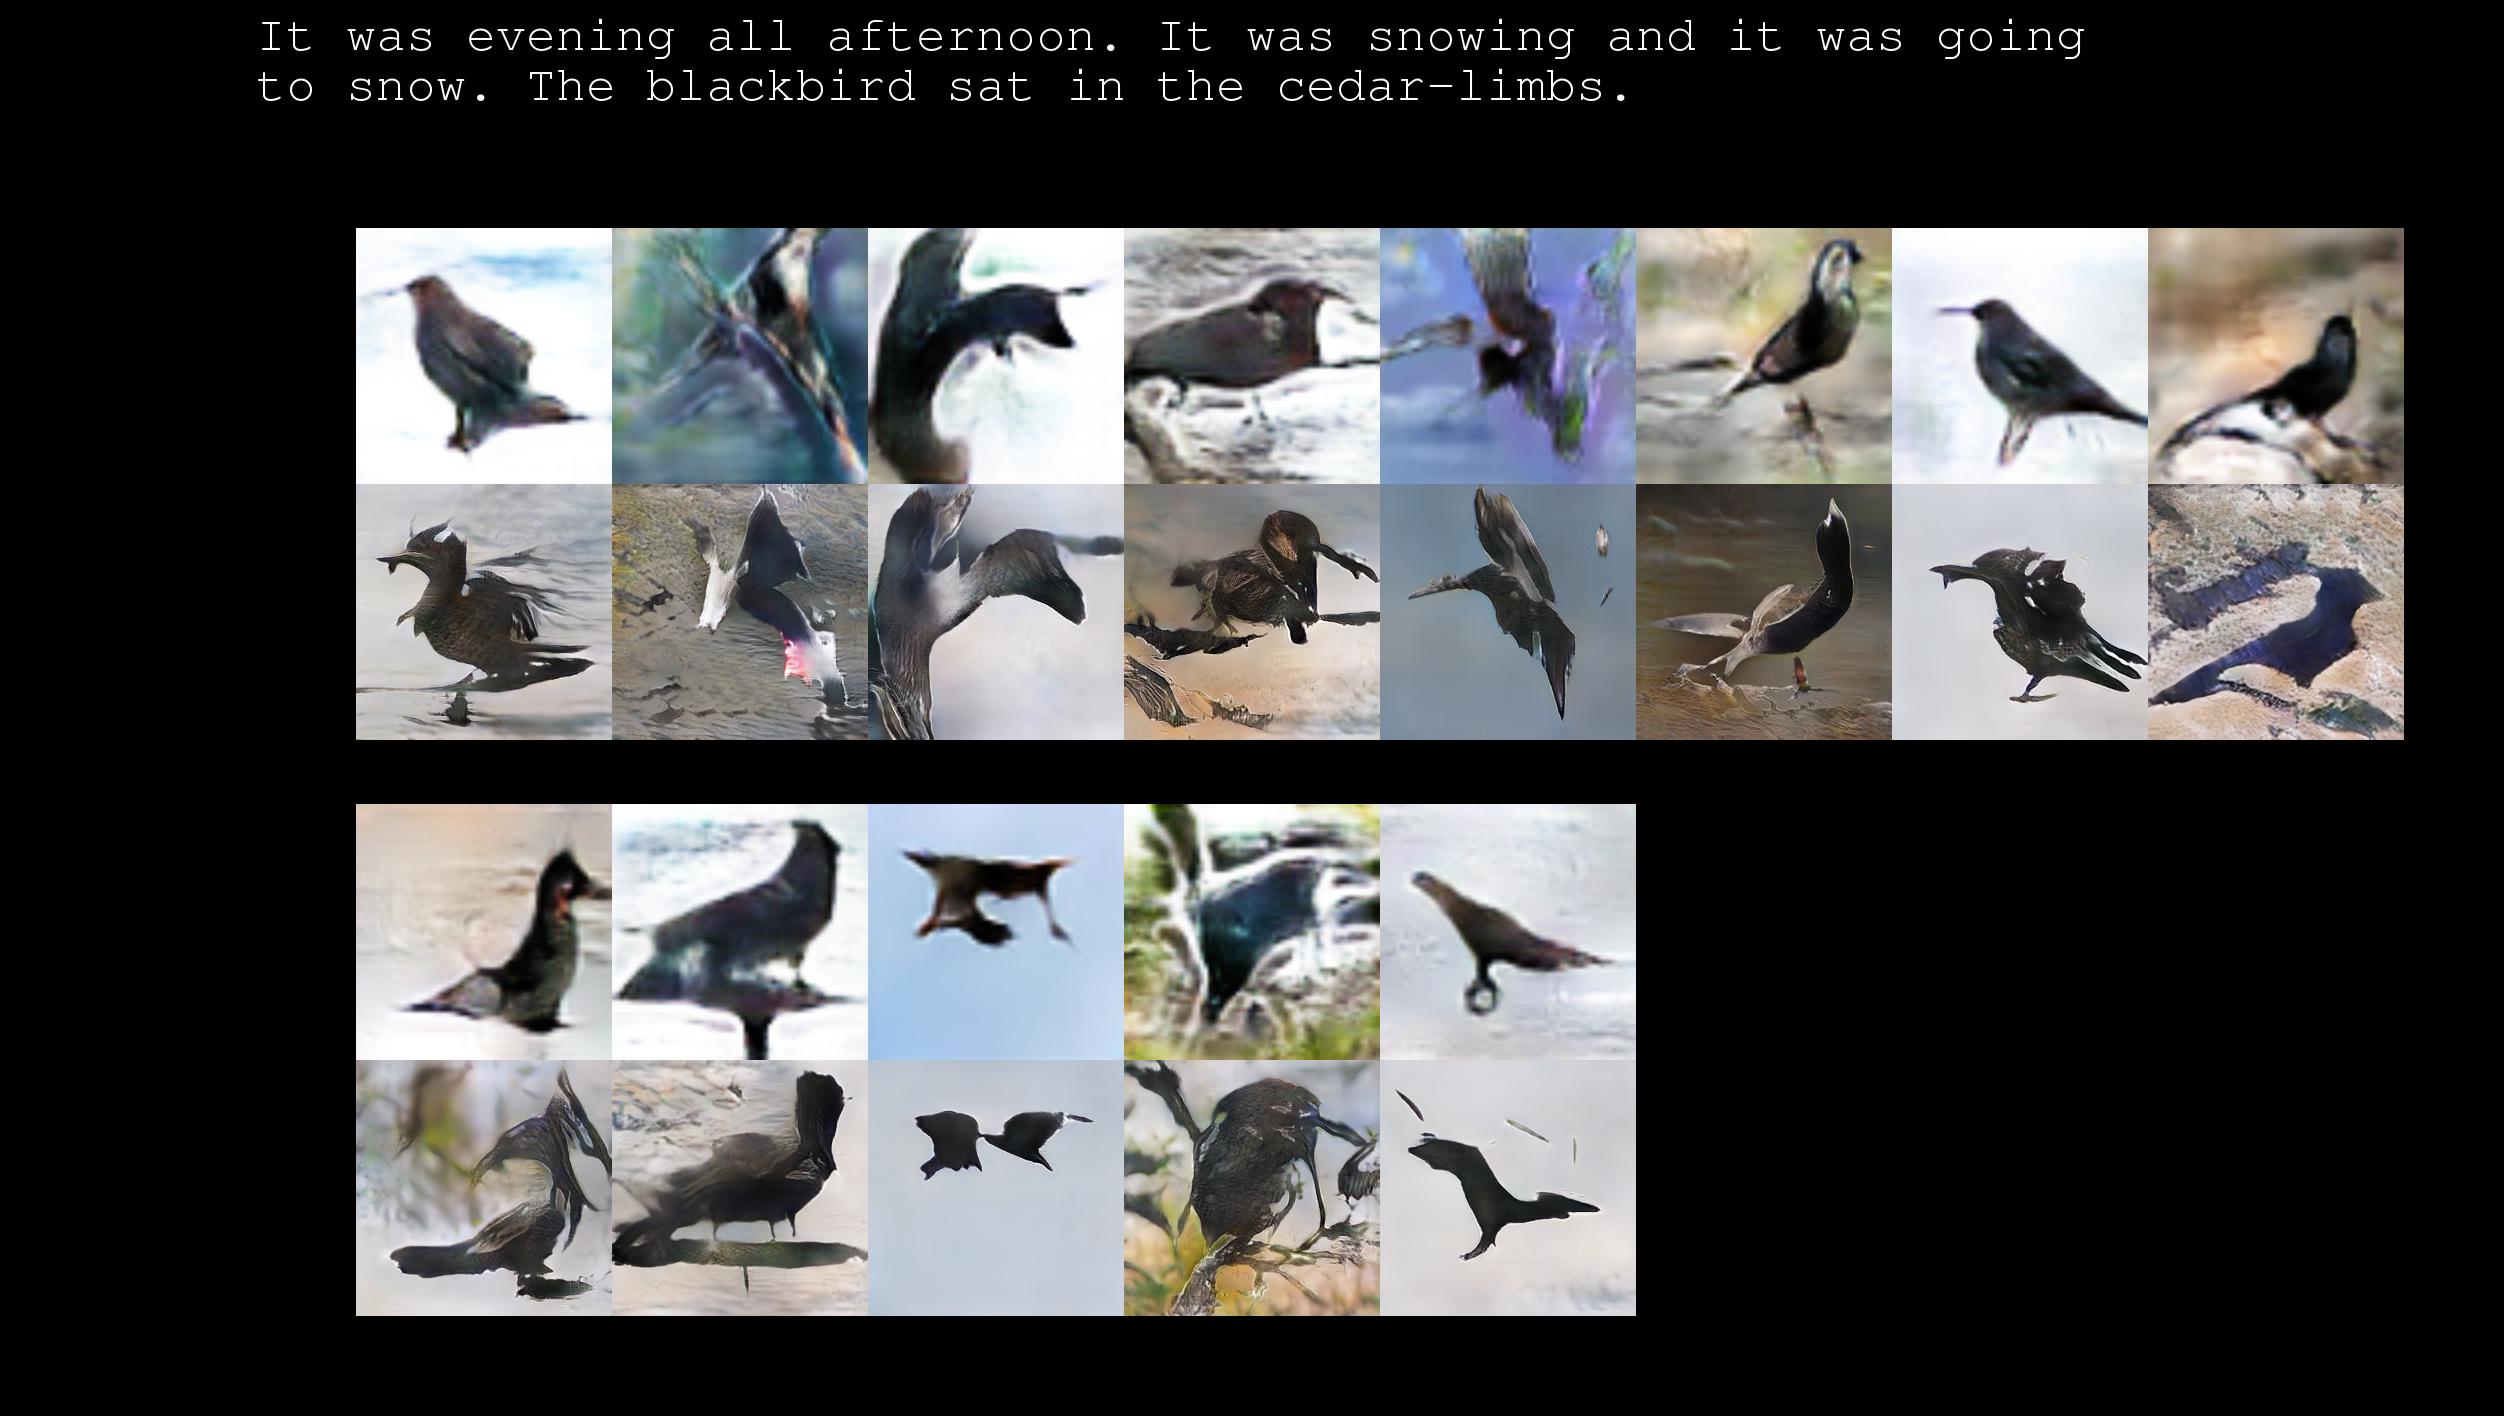 It was evening all afternoon. It was snowing and it was going
to snow. The blackbird sat in the cedar-limbs.